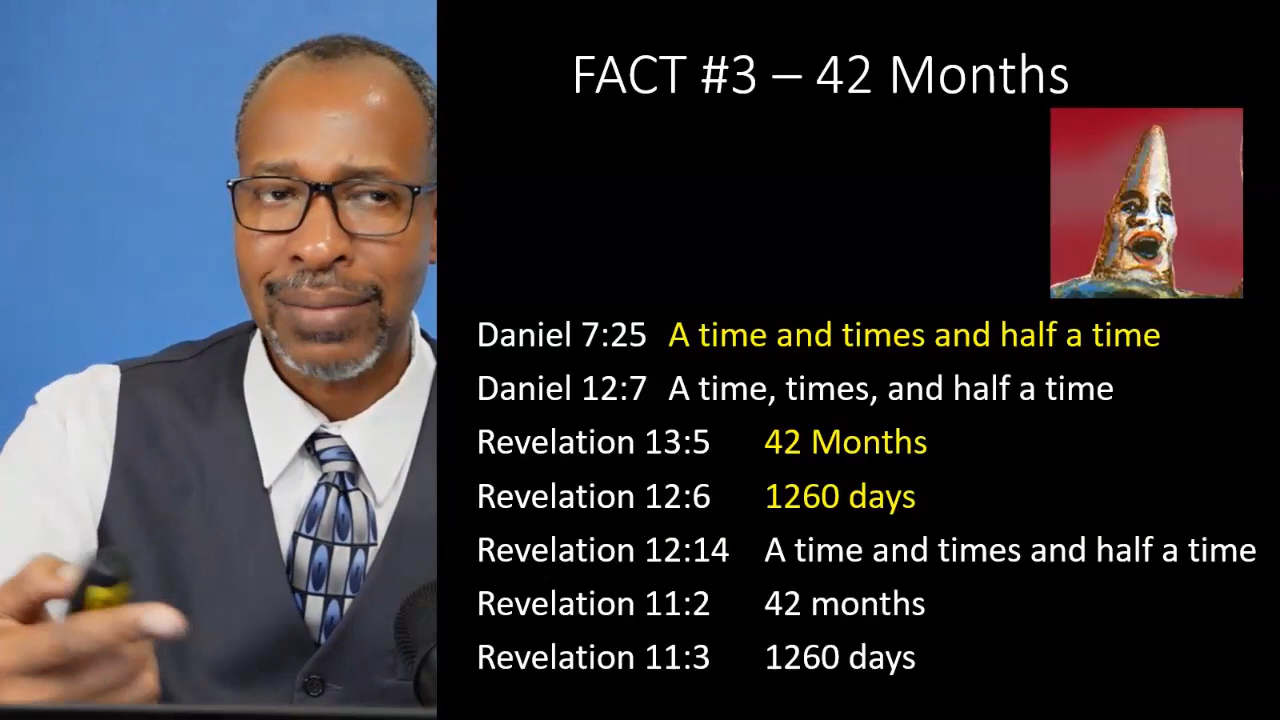 FACT #3 – 42 Months
Daniel 7:25 A time and times and half a time
Daniel 12:7 A time, times, and half a time
Revelation 13:5 42 Months
Revelation 12:6 1260 days
Revelation 12:14 A time and times and half a time
Revelation 11:2 42 months
Revelation 11:3 1260 days